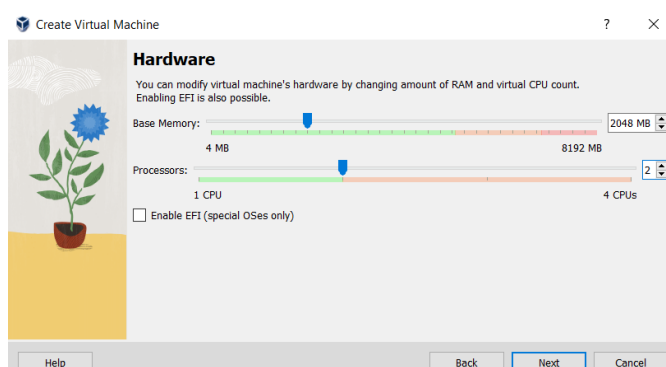 Create Virtual Machine ?
Hardware
You can modify virtual machine's hardware by changing amount of RAM and virtual CPU count.
Enabling EFI is also possible.
Base Memory: 2048 MB
4 MB 8192 MB
Processors: 2
1 CPU 4 CPUs
Enable EFI (special OSes only)
Help Back Next Cancel